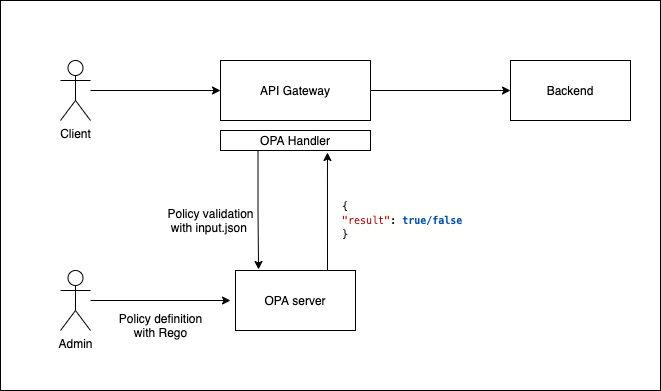 API Gateway
Backend
Client
OPA Handler
Policy validation
with input.json
{
"result": true/false
}
OPA server
Policy definition
with Rego
Admin